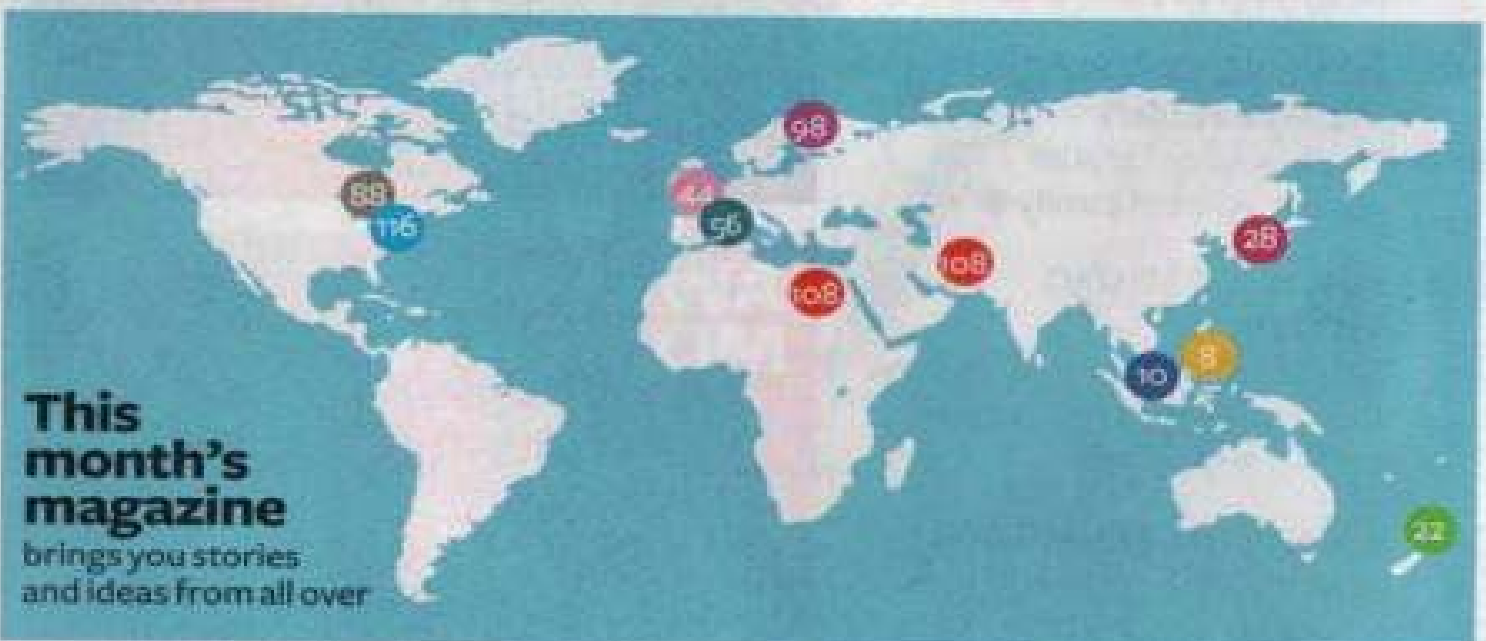 98
88
44
116
56
28
108
108
8
10
This
month's
magazine
22
brings you stories
and ideas from all over